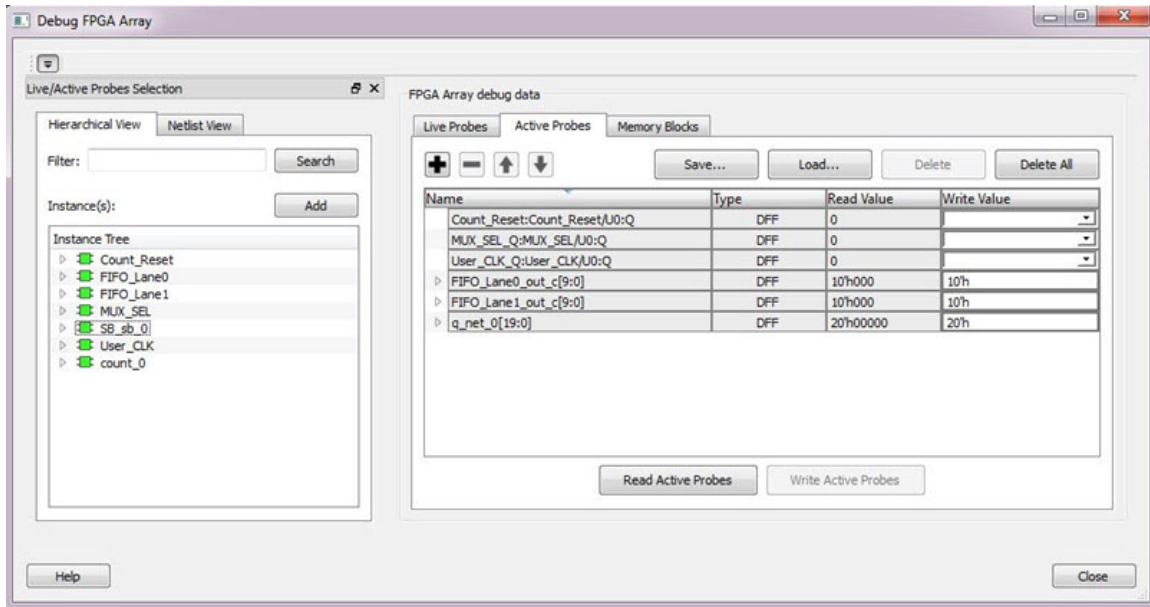 Debug FPGA Array
Live/Active Probes Selection
Hierarchical View Netlist View
Filter: Search
Instance(s): Add
Instance Tree
Count_Reset
FIFO_Lane0
FIFO_Lane1
MUX_SEL
SB_sb_0
User_CLK
count_0
FPGA Array debug data
Live Probes Active Probes Memory Blocks
Save... Load... Delete Delete All
Name Type Read Value Write Value
Count_Reset:Count_Reset/U0:Q DFF 0
MUX_SEL_Q:MUX_SEL/U0:Q DFF 0
User_CLK_Q:User_CLK/U0:Q DFF 0
FIFO_Lane0_out_c[9:0] DFF 10'h000 10'h
FIFO_Lane1_out_c[9:0] DFF 10'h000 10'h
q_net_0[19:0] DFF 20'h00000 20'h
Read Active Probes Write Active Probes
Help Close